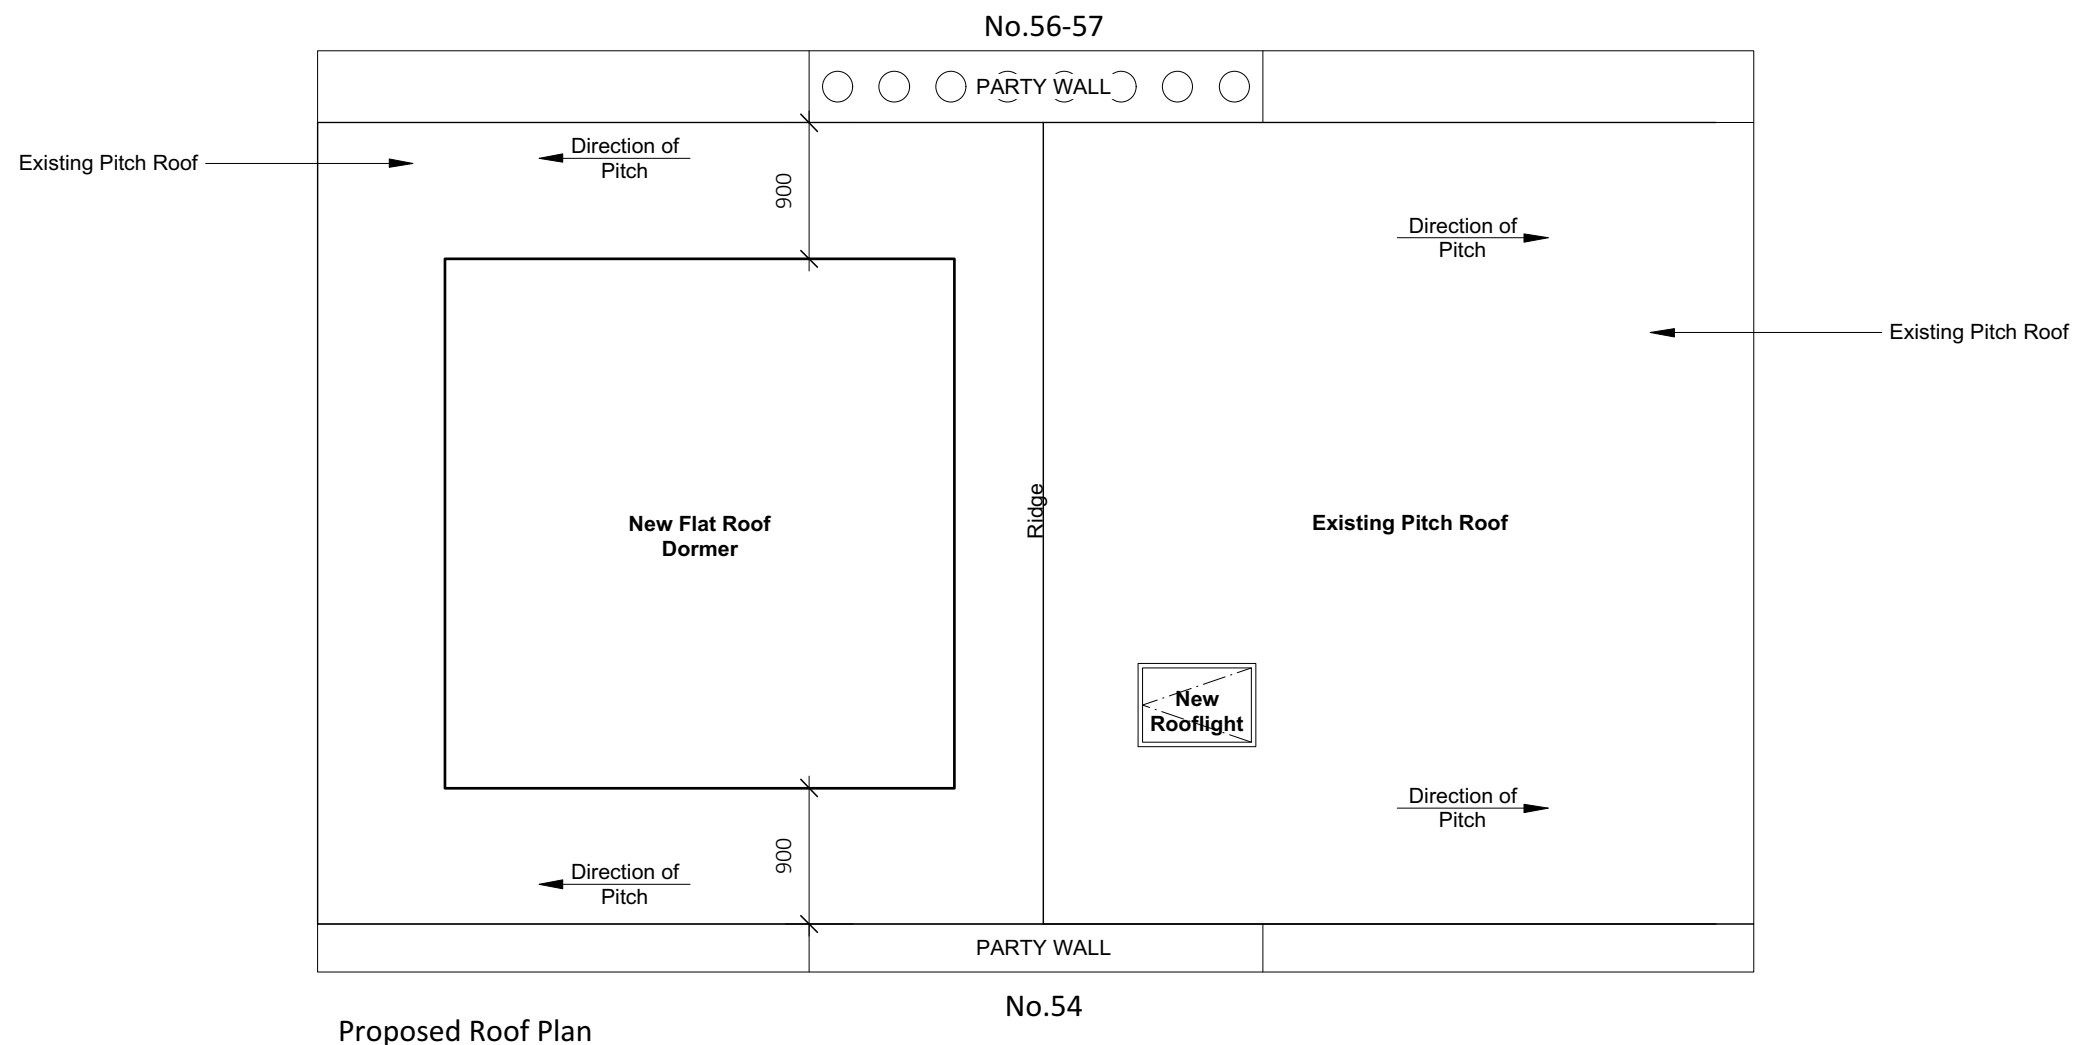 No.56-57
PARTY WALL
Existing Pitch Roof
Direction of
Pitch
900
Direction of
Pitch
Existing Pitch Roof
New Flat Roof
Dormer
Ridge
Existing Pitch Roof
New
Rooflight
Direction of
Pitch
900
Direction of
Pitch
PARTY WALL
No.54
Proposed Roof Plan